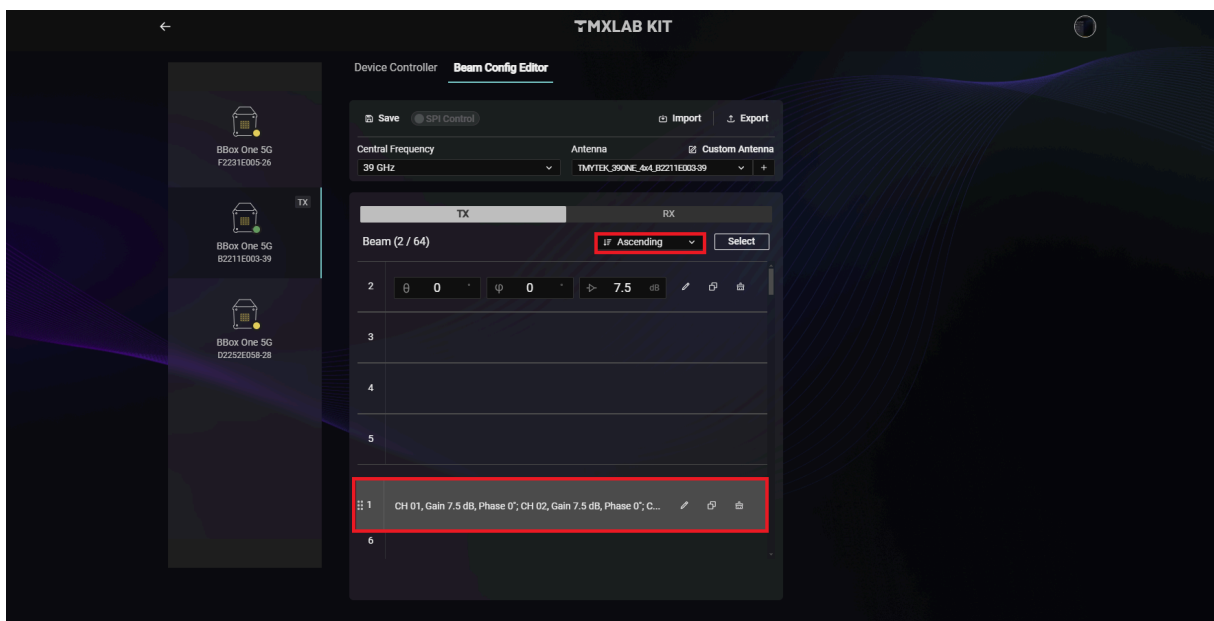 TMXLAB KIT
Device Controller Beam Config Editor
Save SPI Control Import Export
Central Frequency Antenna Custom Antenna
39 GHz TMYTEK_39ONE_4x4_B2211E003-39 +
BBox One 5G
F2231E005-26
TX
BBox One 5G
B2211E003-39
BBox One 5G
D2252E058-28
TX RX
Beam (2 / 64) Ascending Select
2 θ 0 ° φ 0 ° 7.5 dB
3
4
5
1 CH 01, Gain 7.5 dB, Phase 0°; CH 02, Gain 7.5 dB, Phase 0°; C...
6